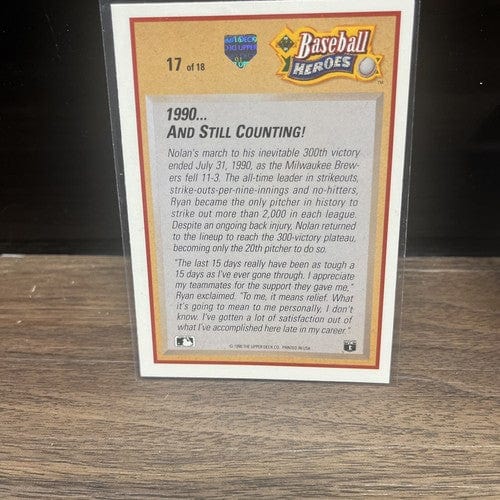 17 of 18
Baseball
HEROES
TM
1990...
AND STILL COUNTING!
Nolan's march to his inevitable 300th victory
ended July 31, 1990, as the Milwaukee Brew-
ers fell 11-3. The all-time leader in strikeouts,
strike-outs-per-nine-innings and no-hitters,
Ryan became the only pitcher in history to
strike out more than 2,000 in each league.
Despite an ongoing back injury, Nolan returned
to the lineup to reach the 300-victory plateau,
becoming only the 20th pitcher to do so.
"The last 15 days really have been as tough a
15 days as I've ever gone through. I appreciate
my teammates for the support they gave me,"
Ryan exclaimed. "To me, it means relief. What
it's going to mean to me personally, I don't
know. I've gotten a lot of satisfaction out of
what I've accomplished here late in my career."
© 1990 THE UPPER DECK CO. PRINTED IN USA